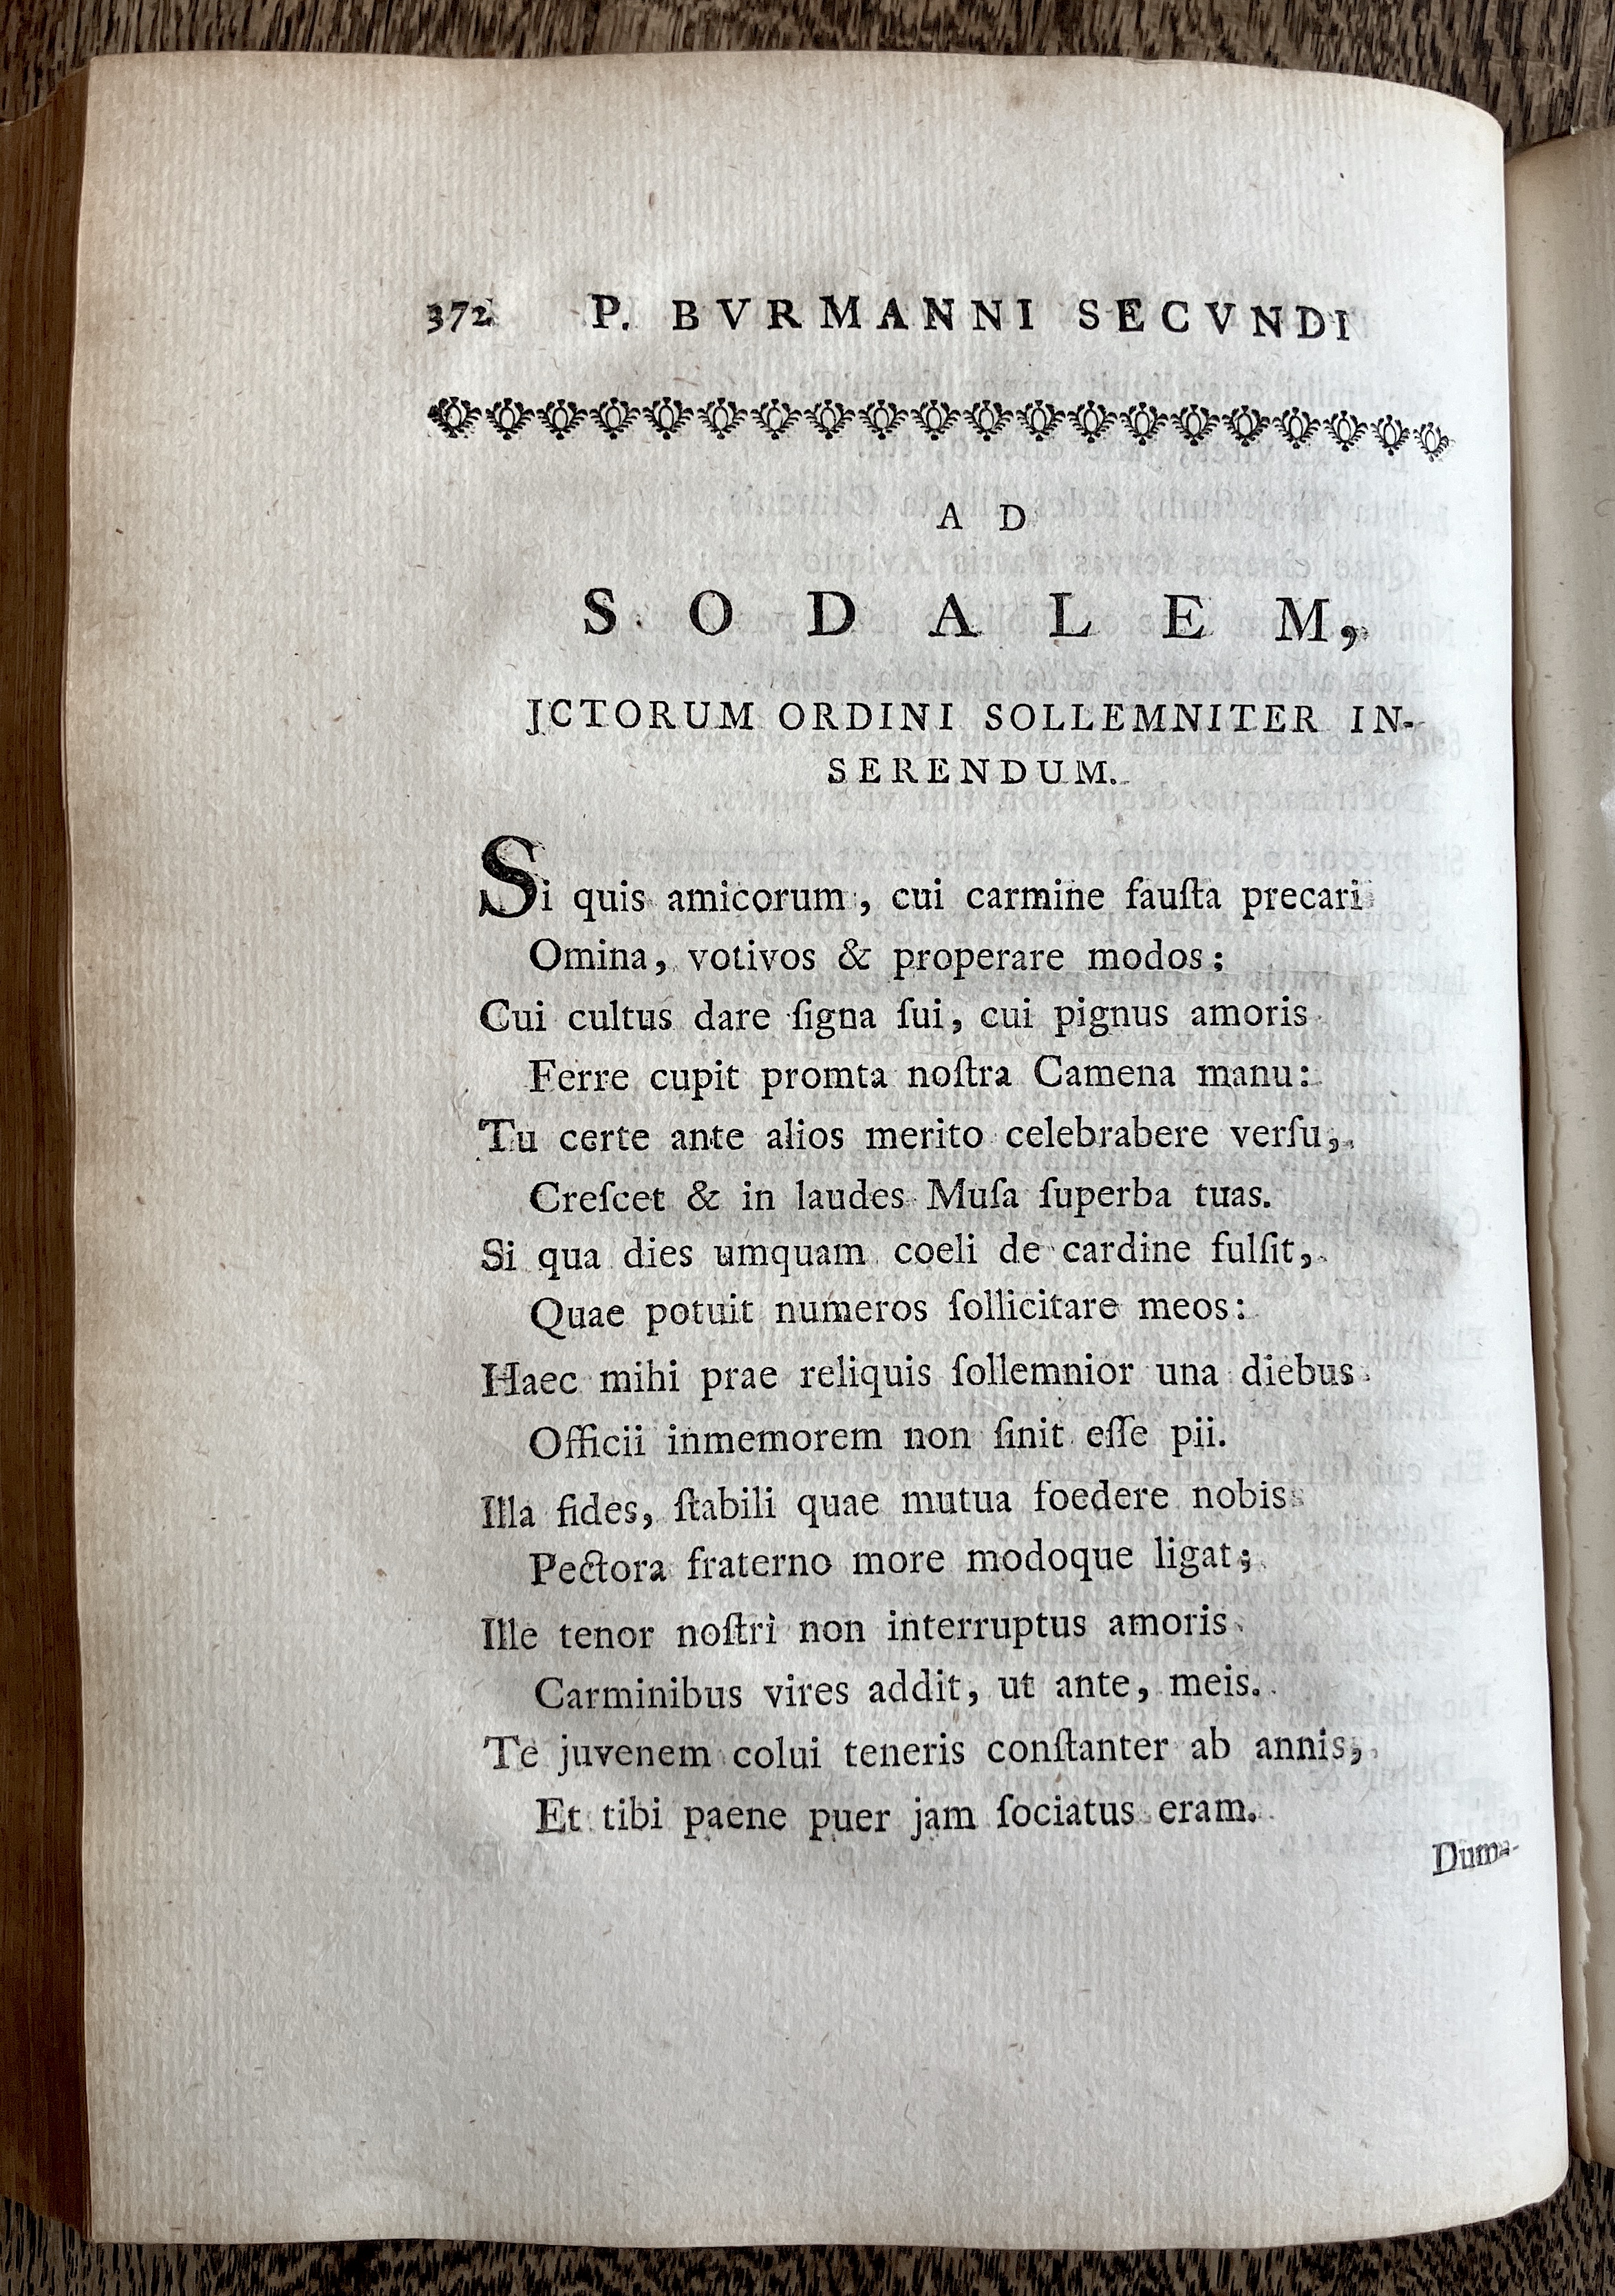 372 P. BVRMANNI SECVNDI
AD
SODALEM,
JCTORUM ORDINI SOLLEMNITER IN-
SERENDUM.
Si quis amicorum, cui carmine fauſta precari
Omina, votivos & properare modos;
Cui cultus dare ſigna ſui, cui pignus amoris
Ferre cupit promta noſtra Camena manu:
Tu certe ante alios merito celebrabere verſu,
Creſcet & in laudes Muſa ſuperba tuas.
Si qua dies umquam coeli de cardine fulſit,
Quae potuit numeros ſollicitare meos:
Haec mihi prae reliquis ſollemnior una diebus
Officii inmemorem non ſinit eſſe pii.
Illa fides, ſtabili quae mutua foedere nobis
Pectora fraterno more modoque ligat;
Ille tenor noſtri non interruptus amoris
Carminibus vires addit, ut ante, meis.
Te juvenem colui teneris conſtanter ab annis,
Et tibi paene puer jam ſociatus eram.
Dum-